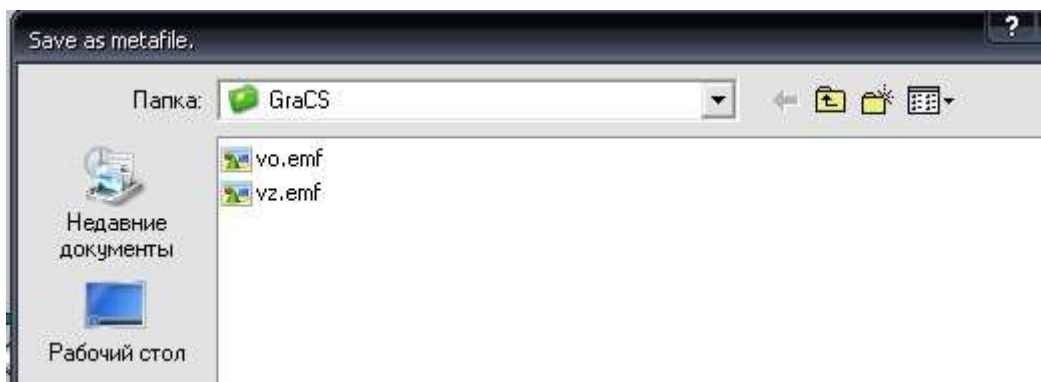 Save as metafile.
?
Папка:
GraCS
vo.emf
vz.emf
Недавние
документы
Рабочий стол